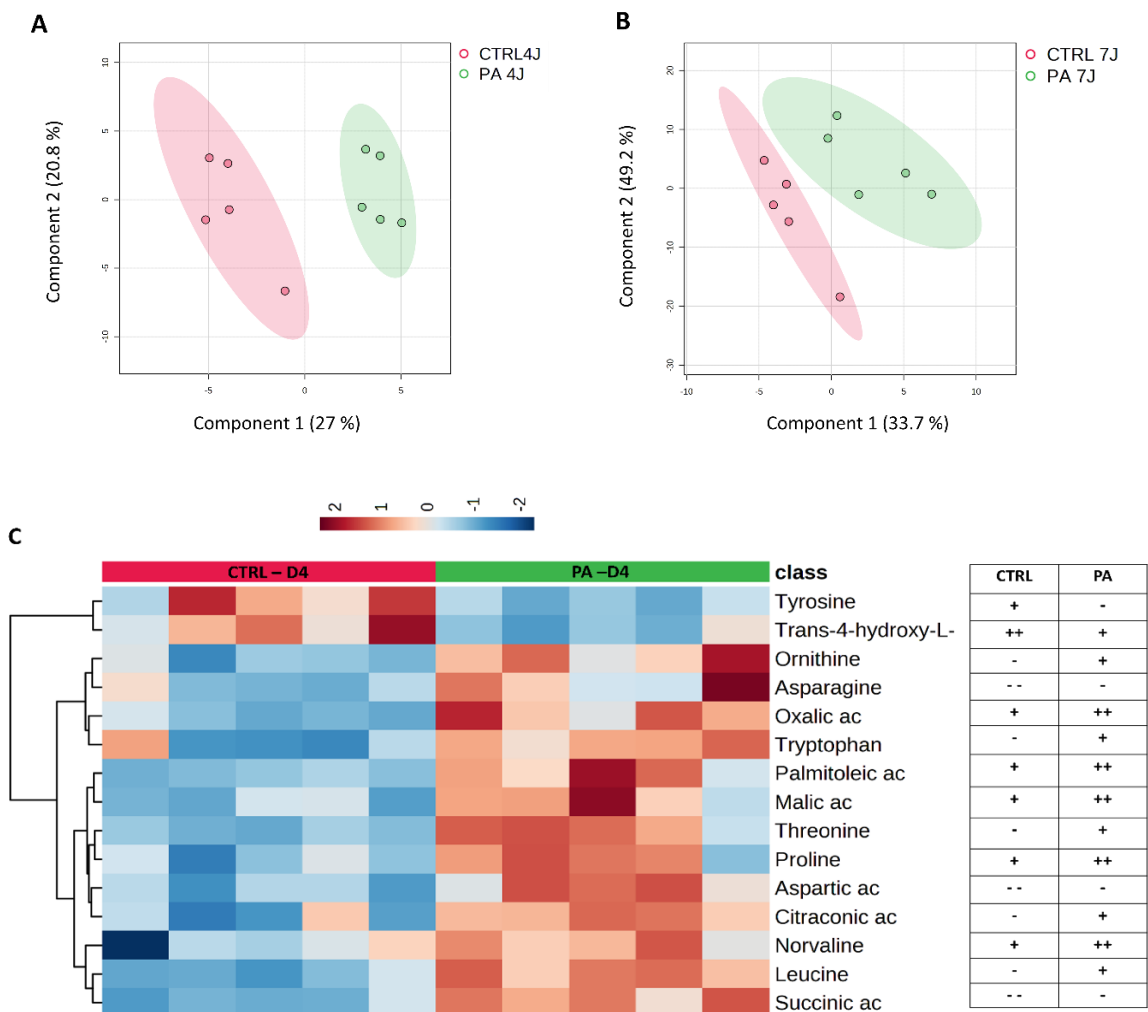 A
CTRL4J
PA 4J
Component 2 (20.8 %)
10
5
0
-5
-10
-5
0
5
Component 1 (27 %)
B
CTRL 7J
PA 7J
Component 2 (49.2 %)
20
10
0
-10
-20
-30
-10
-5
0
5
10
Component 1 (33.7 %)
C
2 1 0 -1 -2
CTRL – D4 PA –D4 class CTRL PA
Tyrosine + -
Trans-4-hydroxy-L- ++ +
Ornithine - +
Asparagine -- -
Oxalic ac + ++
Tryptophan - +
Palmitoleic ac + ++
Malic ac + ++
Threonine - +
Proline + ++
Aspartic ac -- -
Citraconic ac - +
Norvaline + ++
Leucine - +
Succinic ac -- -